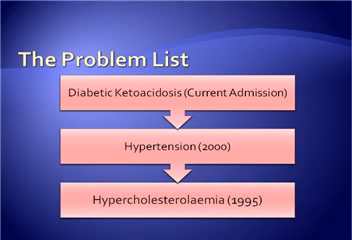 The Problem List
Diabetic Ketoacidosis (Current Admission)
Hypertension (2000)
Hypercholesterolaemia (1995)